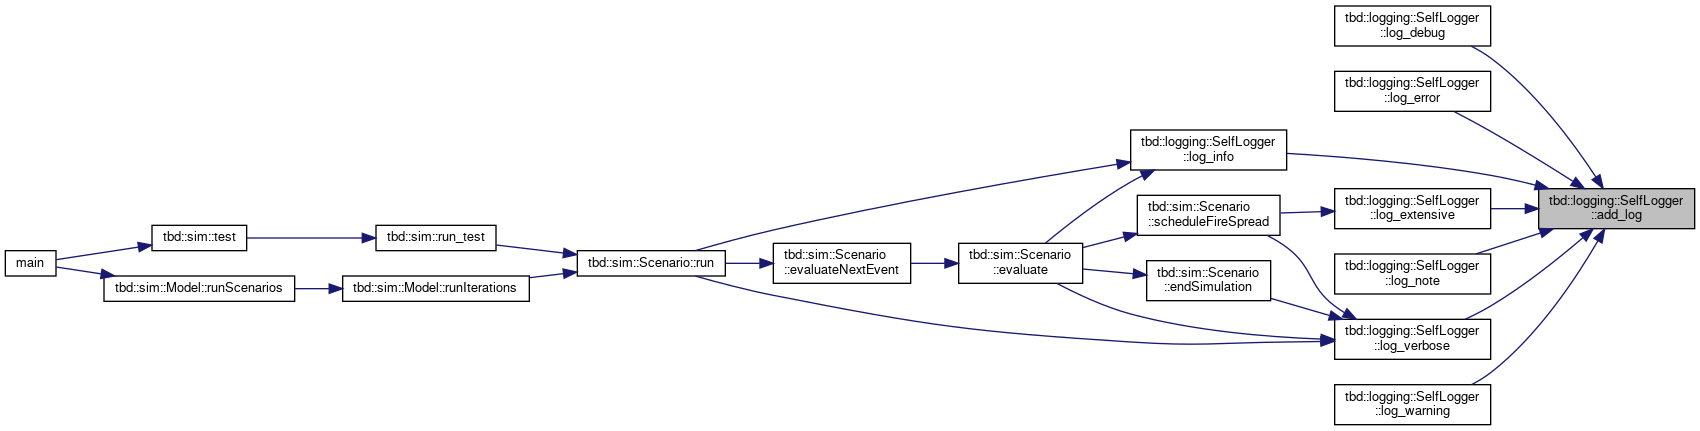 tbd::logging::SelfLogger
::log_debug
tbd::logging::SelfLogger
::log_error
tbd::logging::SelfLogger
::log_info
tbd::logging::SelfLogger
::log_extensive
tbd::logging::SelfLogger
::add_log
tbd::sim::Scenario
::scheduleFireSpread
tbd::sim::test
tbd::sim::run_test
main
tbd::sim::Scenario::run
tbd::sim::Scenario
::evaluateNextEvent
tbd::sim::Scenario
::evaluate
tbd::sim::Scenario
::endSimulation
tbd::logging::SelfLogger
::log_note
tbd::sim::Model::runScenarios
tbd::sim::Model::runIterations
tbd::logging::SelfLogger
::log_verbose
tbd::logging::SelfLogger
::log_warning